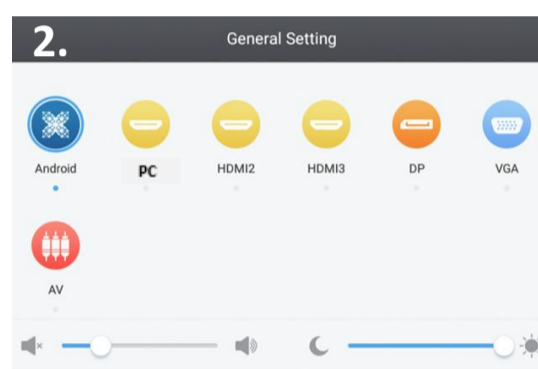 2.
General Setting
Android
PC
HDMI2
HDMI3
DP
VGA
AV